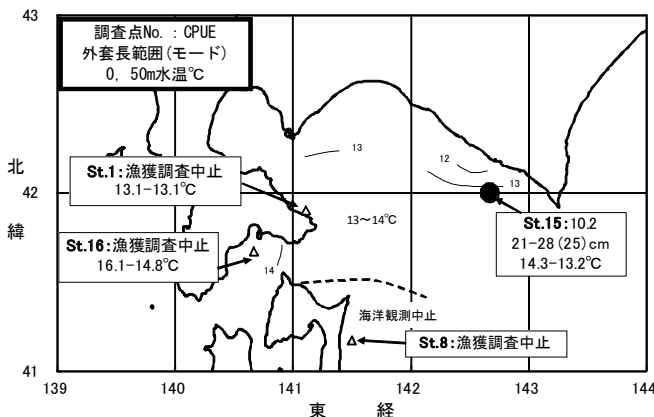 43
調査点No. : CPUE
外套長範囲(モード)
0, 50m水温℃
13
12
13
St.1:漁獲調査中止
13.1-13.1℃
北
緯
42
13～14℃
St.15:10.2
21-28(25)cm
14.3-13.2℃
St.16:漁獲調査中止
16.1-14.8℃
14
海洋観測中止
St.8:漁獲調査中止
41
139
140
141
142
143
144
東 経